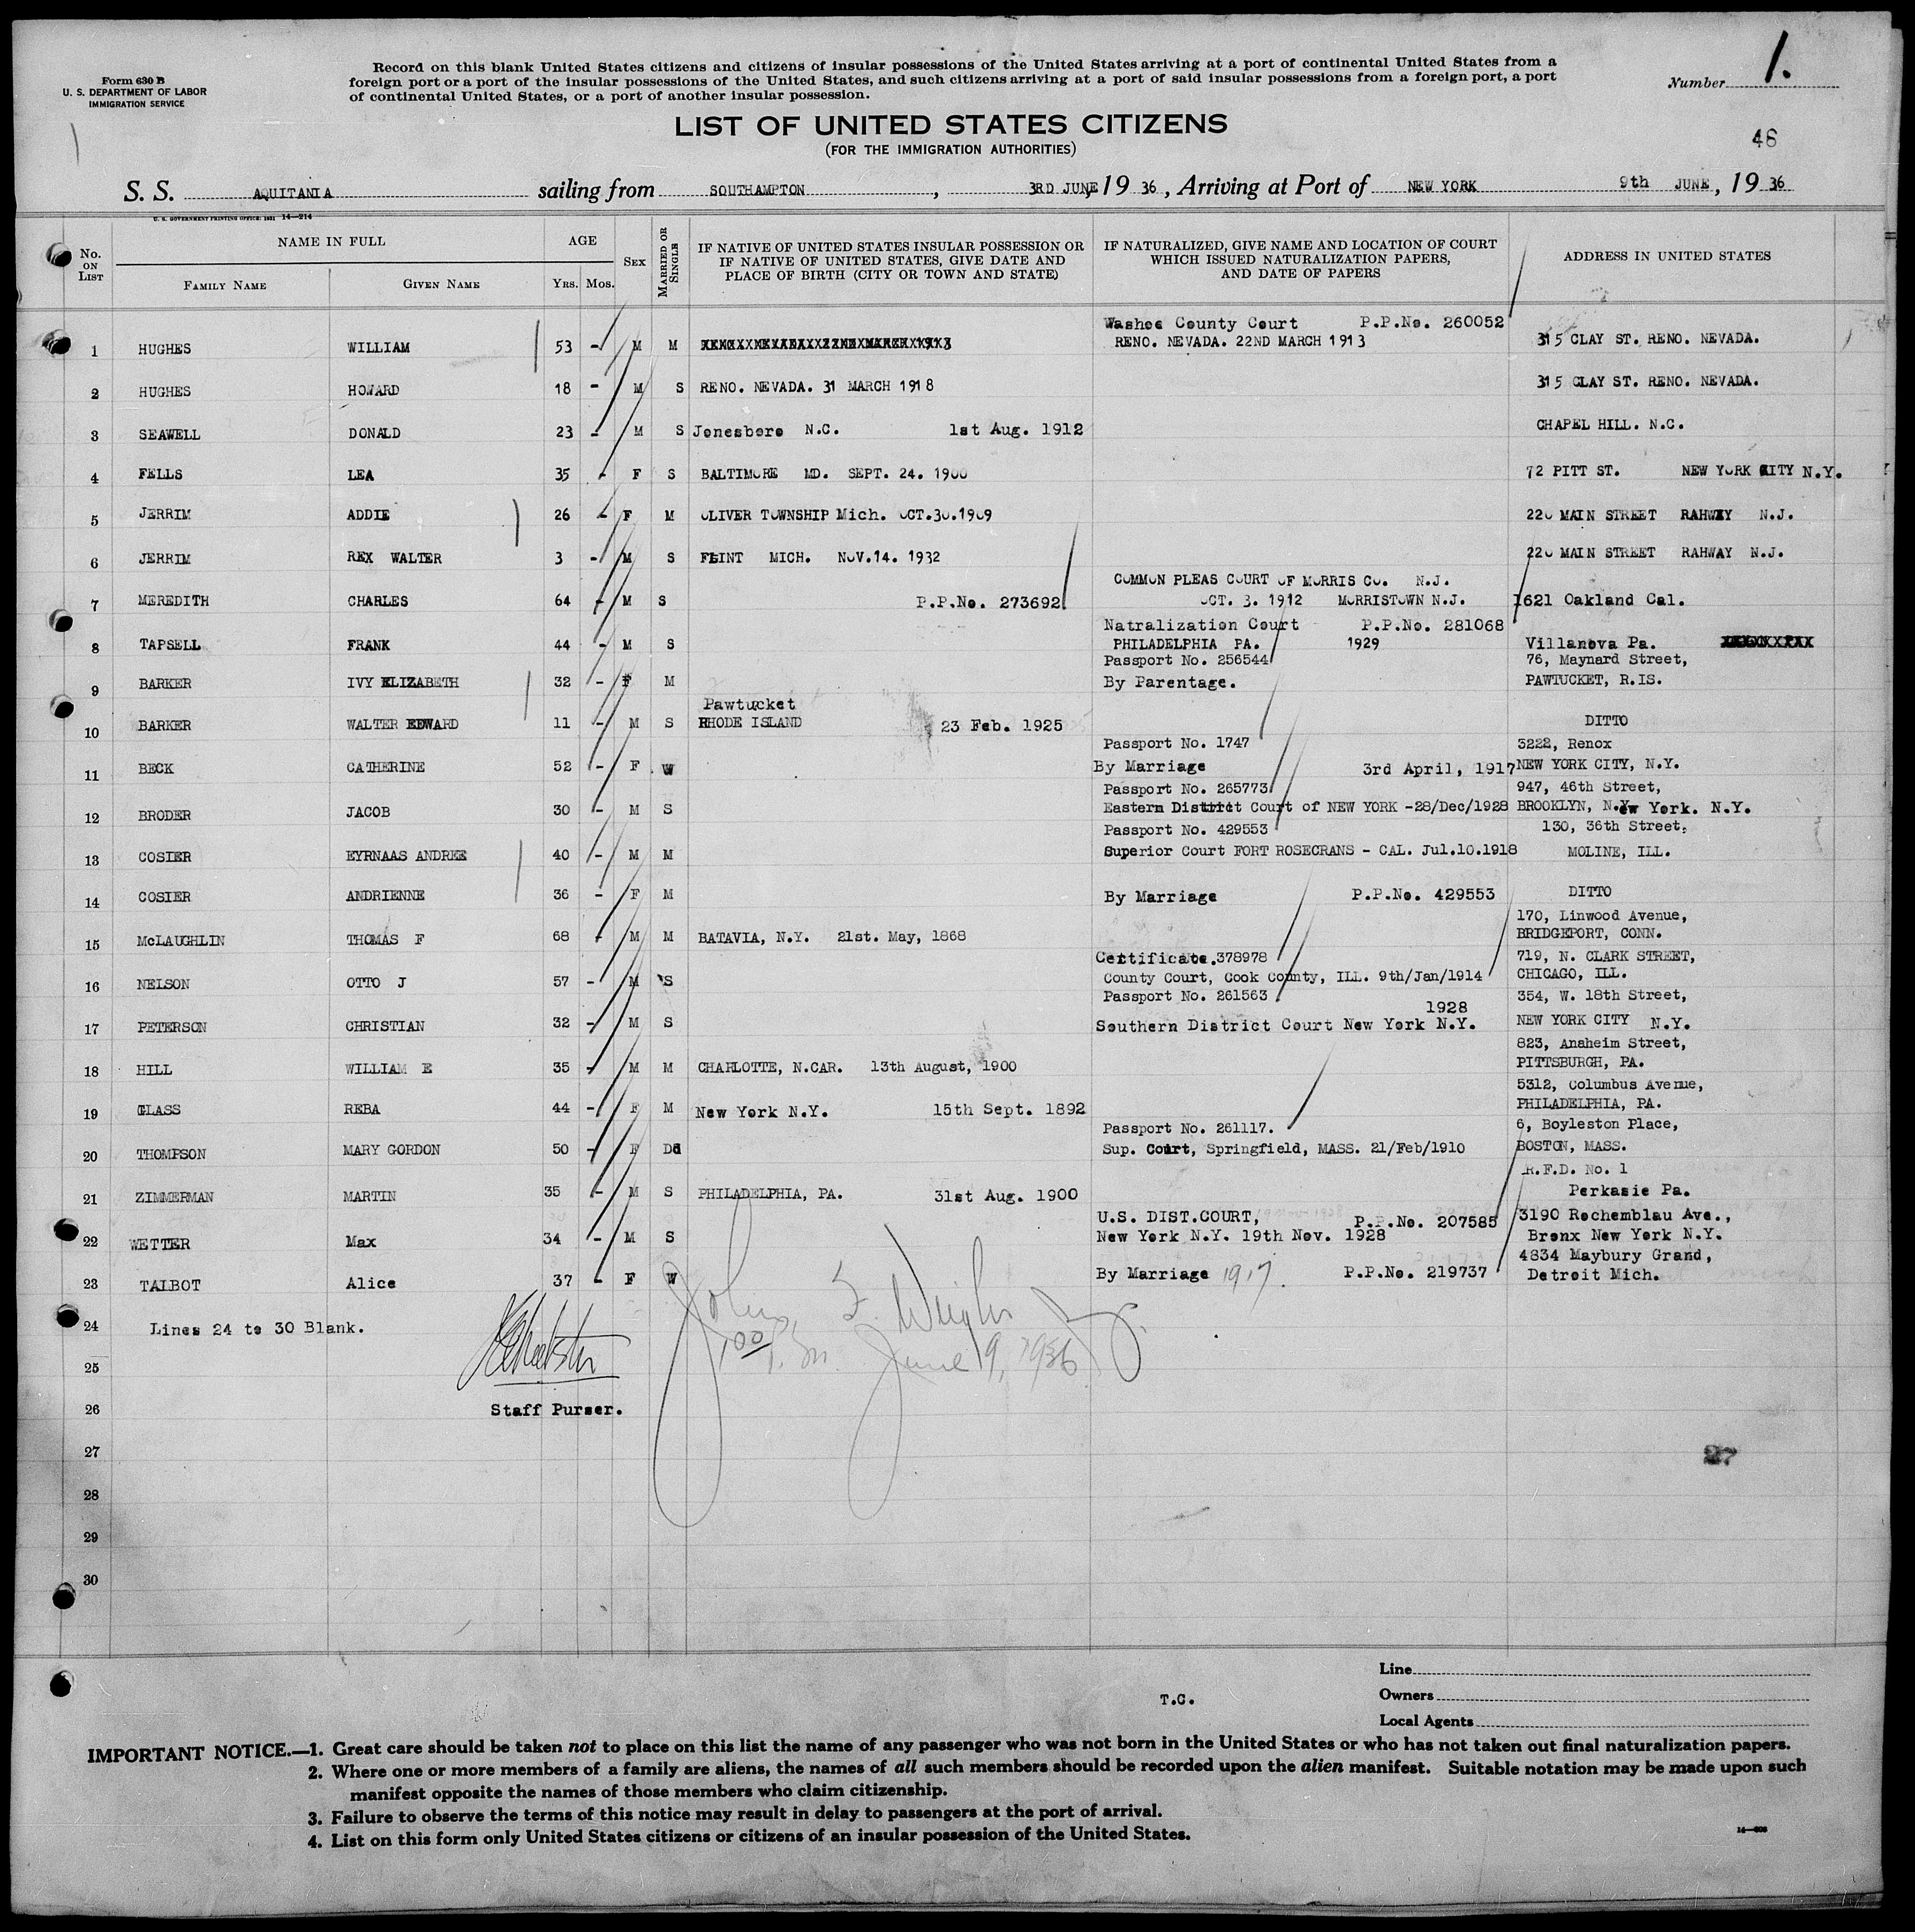 Form 630 B
U. S. DEPARTMENT OF LABOR
IMMIGRATION SERVICE
Record on this blank United States citizens and citizens of insular possessions of the United States arriving at a port of continental United States from a
foreign port or a port of the insular possessions of the United States, and such citizens arriving at a port of said insular possessions from a foreign port, a port
of continental United States, or a port of another insular possession.
Number 1.
LIST OF UNITED STATES CITIZENS
(FOR THE IMMIGRATION AUTHORITIES)
48
S. S. AQUITANIA sailing from SOUTHAMPTON, 3RD JUNE, 19 36, Arriving at Port of NEW YORK 9th JUNE, 19 36
U. S. GOVERNMENT PRINTING OFFICE: 1931 14—214
No. ON LIST
NAME IN FULL
FAMILY NAME
GIVEN NAME
AGE
YRS. MOS.
SEX
MARRIED OR SINGLE
IF NATIVE OF UNITED STATES INSULAR POSSESSION OR
IF NATIVE OF UNITED STATES, GIVE DATE AND
PLACE OF BIRTH (CITY OR TOWN AND STATE)
IF NATURALIZED, GIVE NAME AND LOCATION OF COURT
WHICH ISSUED NATURALIZATION PAPERS,
AND DATE OF PAPERS
ADDRESS IN UNITED STATES
Washoe County Court P.P.No. 260052
1 HUGHES WILLIAM 53 - M M RENO. NEVADA. 22ND MARCH 1913 315 CLAY ST. RENO. NEVADA.
2 HUGHES HOWARD 18 - M S RENO. NEVADA. 31 MARCH 1918 315 CLAY ST. RENO. NEVADA.
3 SEAWELL DONALD 23 - M S Jonesboro N.C. 1st Aug. 1912 CHAPEL HILL. N.C.
4 FELLS LEA 35 - F S BALTIMORE MD. SEPT. 24. 1900 72 PITT ST. NEW YORK CITY N.Y.
5 JERRIM ADDIE 26 - F M OLIVER TOWNSHIP Mich. OCT.30.1909 220 MAIN STREET RAHWAY N.J.
6 JERRIM REX WALTER 3 - M S FLINT MICH. NOV.14. 1932 220 MAIN STREET RAHWAY N.J.
COMMON PLEAS COURT OF MORRIS CO. N.J.
7 MEREDITH CHARLES 64 - M S P.P.No. 273692 OCT. 3. 1912 MORRISTOWN N.J. 1621 Oakland Cal.
Natralization Court P.P.No. 281068
8 TAPSELL FRANK 44 - M S PHILADELPHIA PA. 1929 Villanova Pa.
Passport No. 256544 76, Maynard Street,
9 BARKER IVY ELIZABETH 32 - F M By Parentage. PAWTUCKET, R.IS.
Pawtucket
10 BARKER WALTER EDWARD 11 - M S RHODE ISLAND 23 Feb. 1925 DITTO
Passport No. 1747 3222, Renox
11 BECK CATHERINE 52 - F W By Marriage 3rd April, 1917 NEW YORK CITY, N.Y.
Passport No. 265773 947, 46th Street,
12 BRODER JACOB 30 - M S Eastern District Court of NEW YORK -28/Dec/1928 BROOKLYN, New York. N.Y.
Passport No. 429553 130, 36th Street,
13 COSIER EYRNAAS ANDREE 40 - M M Superior Court FORT ROSECRANS - CAL. Jul.10.1918 MOLINE, ILL.
14 COSIER ANDRIENNE 36 - F M By Marriage P.P.No. 429553 DITTO
170, Linwood Avenue,
15 McLAUGHLIN THOMAS F 68 - M M BATAVIA, N.Y. 21st. May, 1868 BRIDGEPORT, CONN.
Certificate.378978 719, N. CLARK STREET,
16 NELSON OTTO J 57 - M S County Court, Cook County, ILL. 9th/Jan/1914 CHICAGO, ILL.
Passport No. 261563 1928 354, W. 18th Street,
17 PETERSON CHRISTIAN 32 - M S Southern District Court New York N.Y. NEW YORK CITY N.Y.
823, Anaheim Street,
18 HILL WILLIAM E 35 - M M CHARLOTTE, N.CAR. 13th August, 1900 PITTSBURGH, PA.
5312, Columbus Avenue,
19 GLASS REBA 44 - F M New York N.Y. 15th Sept. 1892 PHILADELPHIA, PA.
Passport No. 261117. 6, Boyleston Place,
20 THOMPSON MARY GORDON 50 - F Dd Sup. Court, Springfield, MASS. 21/Feb/1910 BOSTON, MASS.
R.F.D. No. 1
21 ZIMMERMAN MARTIN 35 - M S PHILADELPHIA, PA. 31st Aug. 1900 Perkasie Pa.
U.S. DIST.COURT, P.P.No. 207585 3190 Rochemblau Ave.,
22 WETTER Max 34 - M S New York N.Y. 19th Nov. 1928 Bronx New York N.Y.
4834 Maybury Grand,
23 TALBOT Alice 37 - F W By Marriage 1917. P.P.No. 219737 Detroit Mich.
24 Lines 24 to 30 Blank.
John F. Jr.
1 00 P.M. June 9, 1936
25
Staff Purser.
26
27
27
28
29
30
Line
T.C.
Owners
Local Agents
IMPORTANT NOTICE.—1. Great care should be taken not to place on this list the name of any passenger who was not born in the United States or who has not taken out final naturalization papers.
2. Where one or more members of a family are aliens, the names of all such members should be recorded upon the alien manifest. Suitable notation may be made upon such
manifest opposite the names of those members who claim citizenship.
3. Failure to observe the terms of this notice may result in delay to passengers at the port of arrival.
4. List on this form only United States citizens or citizens of an insular possession of the United States.